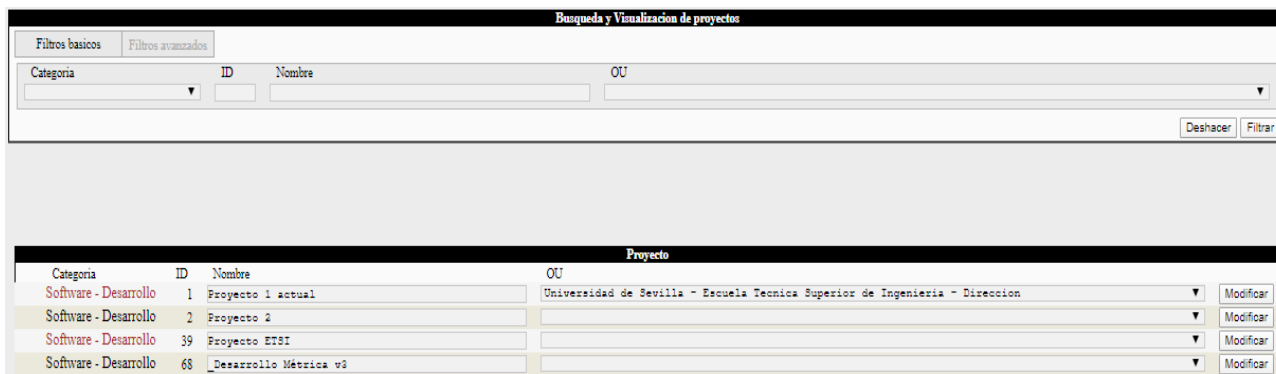 Busqueda y Visualizacion de proyectos
Filtros basicos Filtros avanzados
Categoria ID Nombre OU
Deshacer Filtrar
Proyecto
Categoria ID Nombre OU
Software - Desarrollo 1 Proyecto 1 actual Universidad de Sevilla - Escuela Tecnica Superior de Ingenieria - Direccion Modificar
Software - Desarrollo 2 Proyecto 2 Modificar
Software - Desarrollo 39 Proyecto ETSI Modificar
Software - Desarrollo 68 _Desarrollo Métrica v3 Modificar